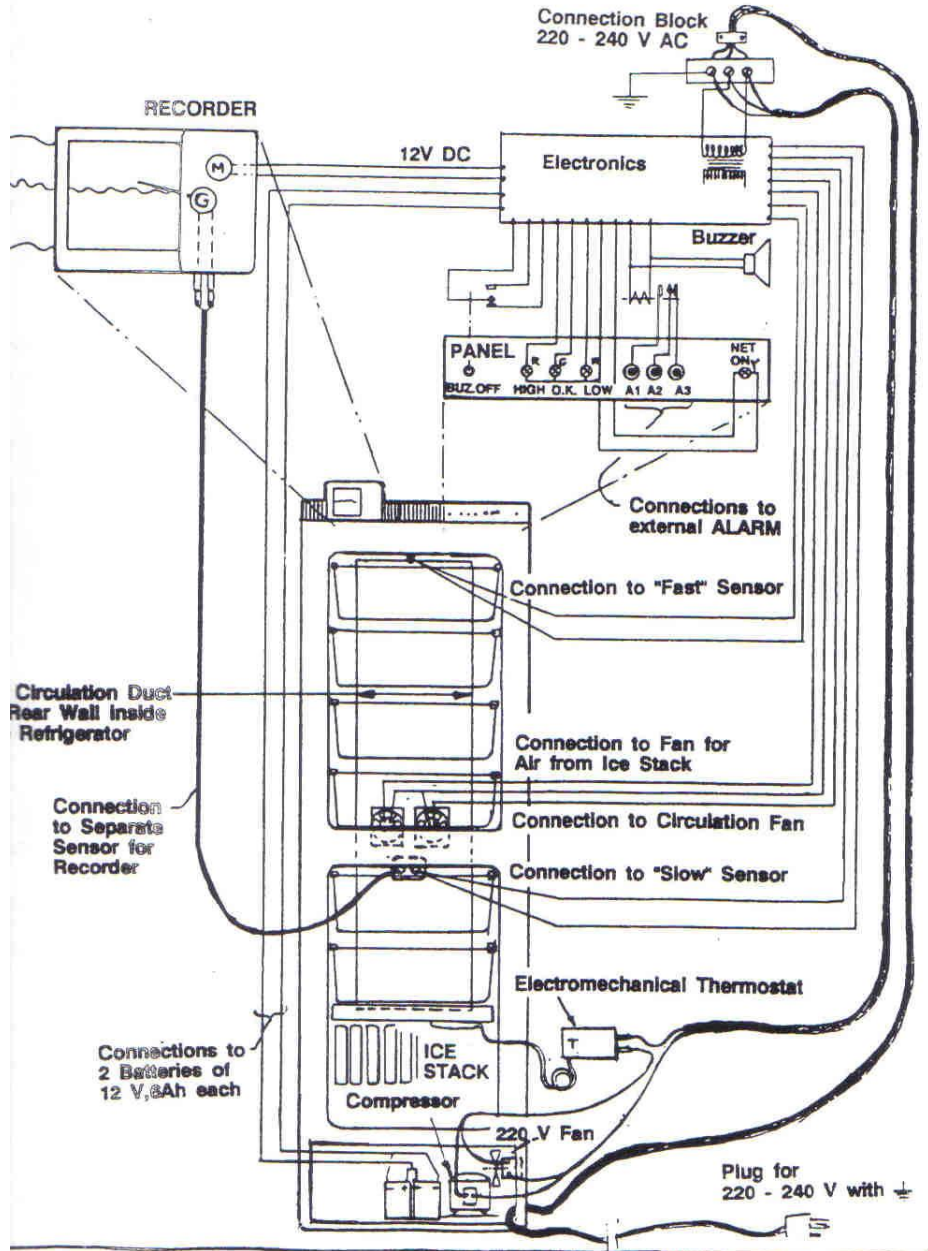 Connection Block
220 - 240 V AC
RECORDER
M
G
12V DC
Electronics
Buzzer
PANEL
NET
ON
R
G
R
BUZ.OFF
HIGH O.K. LOW
A1 A2 A3
Connections to
external ALARM
Connection to "Fast" Sensor
Circulation Duct
Rear Wall inside
Refrigerator
Connection to Fan for
Air from Ice Stack
Connection
to Separate
Sensor for
Recorder
Connection to Circulation Fan
Connection to "Slow" Sensor
Electromechanical Thermostat
T
Connections to
2 Batteries of
12 V,6Ah each
ICE
STACK
Compressor
220 V Fan
Plug for
220 - 240 V with